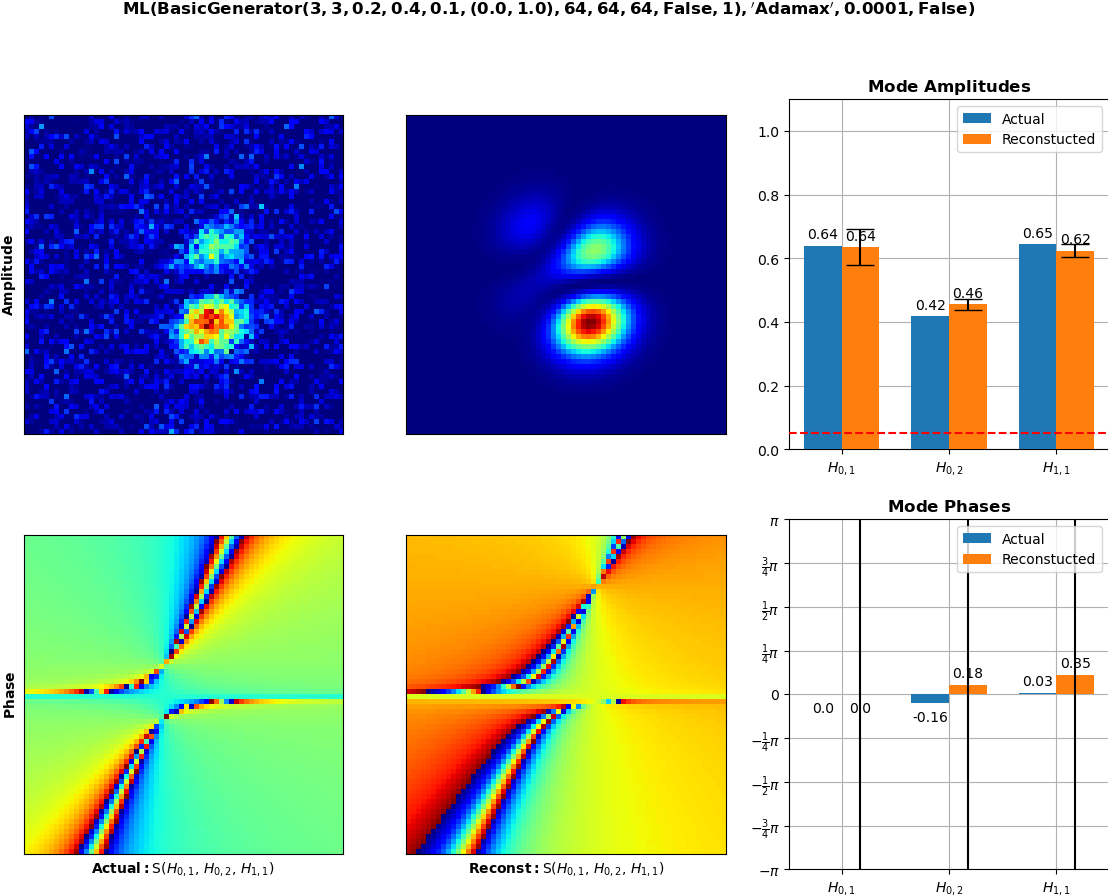 ML(BasicGenerator(3, 3, 0.2, 0.4, 0.1, (0.0, 1.0), 64, 64, 64, False, 1), ′Adamax′, 0.0001, False)
Amplitude
Mode Amplitudes
Actual
Reconstucted
1.0
0.8
0.6
0.4
0.2
0.0
0.64
0.64
0.42
0.46
0.65
0.62
H₀,₁
H₀,₂
H₁,₁
Phase
Actual: S(H₀,₁, H₀,₂, H₁,₁)
Reconst: S(H₀,₁, H₀,₂, H₁,₁)
Mode Phases
Actual
Reconstucted
π
3/4π
1/2π
1/4π
0
−1/4π
−1/2π
−3/4π
−π
0.0
0.0
-0.16
0.18
0.03
0.35
H₀,₁
H₀,₂
H₁,₁